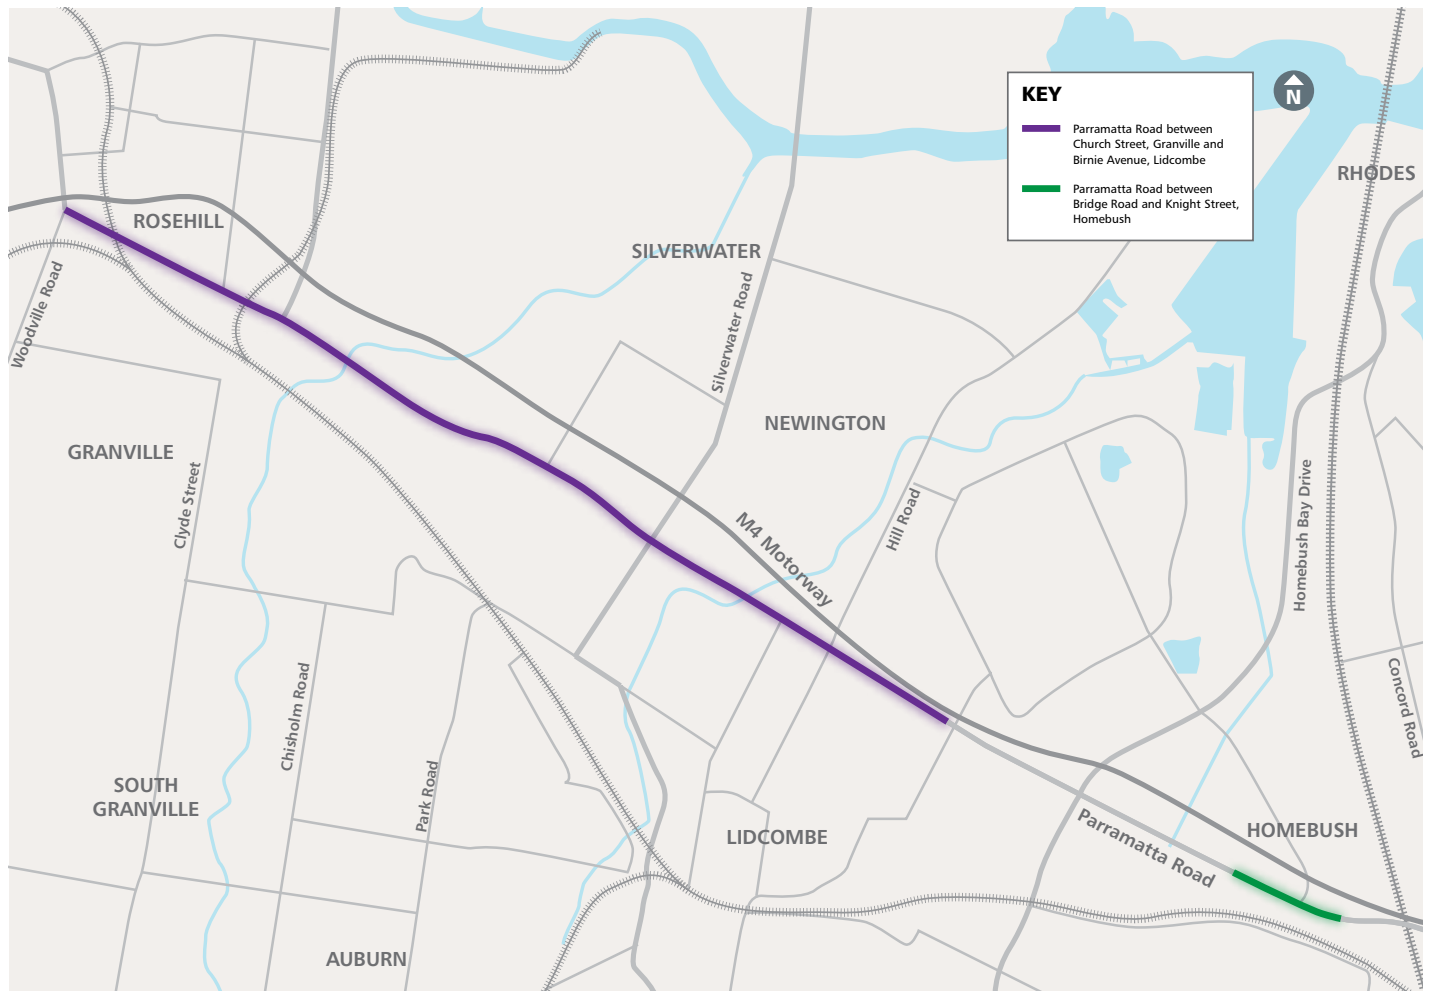 KEY
N
Parramatta Road between
Church Street, Granville and
Birnie Avenue, Lidcombe
Parramatta Road between
Bridge Road and Knight Street,
Homebush
RHODES
ROSEHILL
SILVERWATER
Woodville Road
Silverwater Road
NEWINGTON
GRANVILLE
Clyde Street
Hill Road
Homebush Bay Drive
M4 Motorway
Chisholm Road
Concord Road
Park Road
SOUTH
GRANVILLE
LIDCOMBE
Parramatta Road
HOMEBUSH
AUBURN